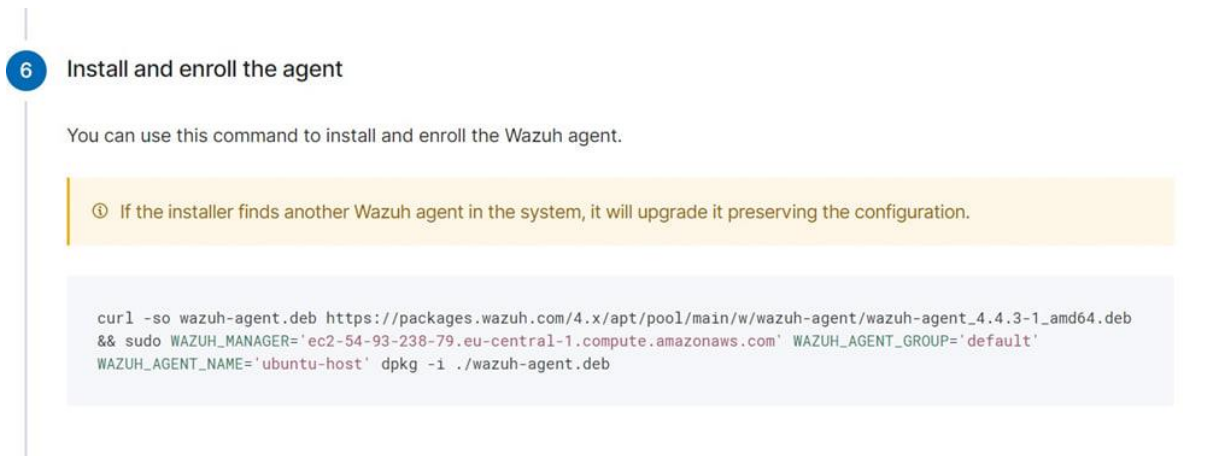 6
Install and enroll the agent
You can use this command to install and enroll the Wazuh agent.
If the installer finds another Wazuh agent in the system, it will upgrade it preserving the configuration.
curl -so wazuh-agent.deb https://packages.wazuh.com/4.x/apt/pool/main/w/wazuh-agent/wazuh-agent_4.4.3-1_amd64.deb
&& sudo WAZUH_MANAGER='ec2-54-93-238-79.eu-central-1.compute.amazonaws.com' WAZUH_AGENT_GROUP='default'
WAZUH_AGENT_NAME='ubuntu-host' dpkg -i ./wazuh-agent.deb